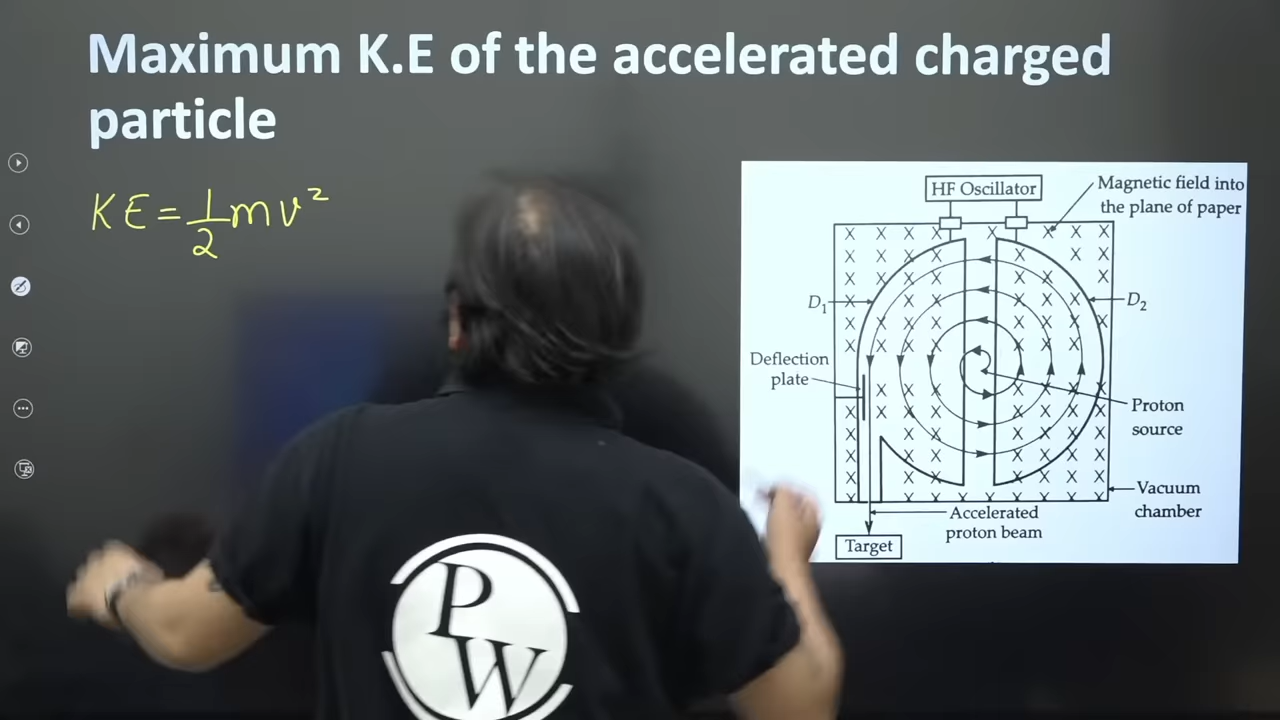 Maximum K.E of the accelerated charged
particle
KE = 1/2 mv²
HF Oscillator
Magnetic field into
the plane of paper
D₁
D₂
Deflection
plate
Proton
source
Vacuum
chamber
Accelerated
proton beam
Target
PW